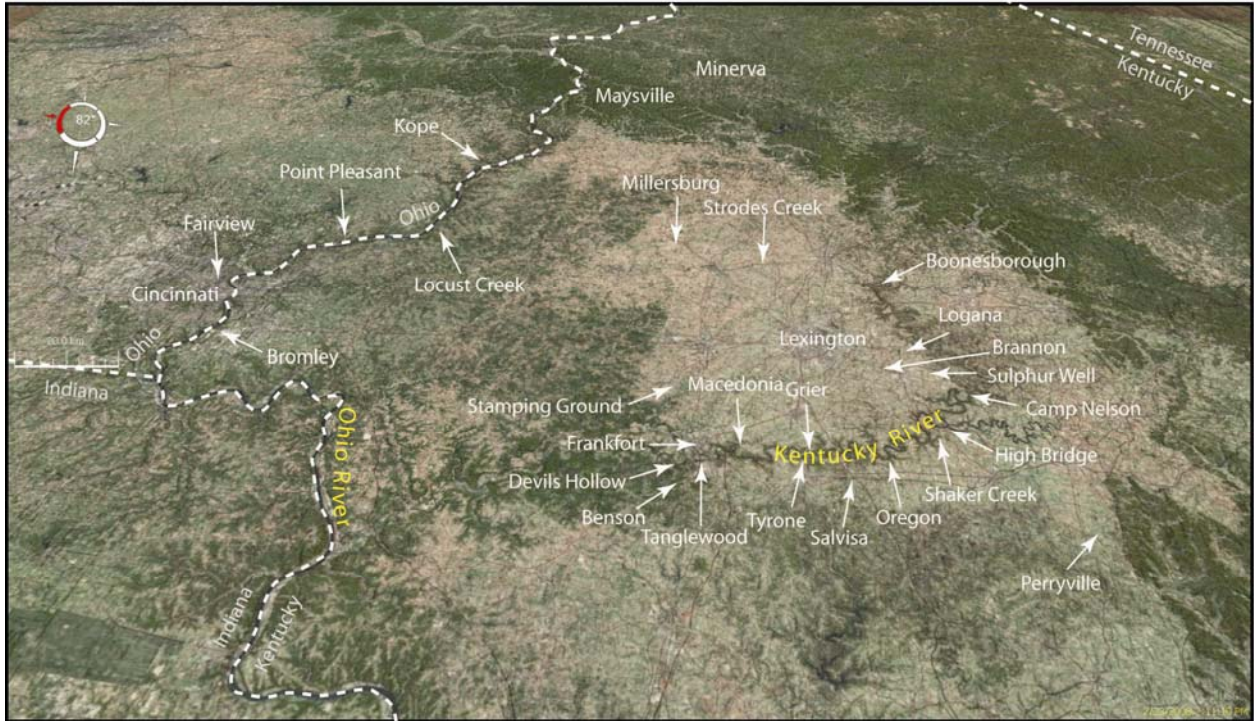 Tennessee
Kentucky
Minerva
Maysville
82°
Kope
Point Pleasant
Millersburg
Ohio
Strodes Creek
Fairview
Boonesborough
Locust Creek
Cincinnati
Logana
Lexington
Ohio
Brannon
Bromley
Sulphur Well
Indiana
Macedonia
Grier
Stamping Ground
Camp Nelson
Ohio River
Frankfort
Kentucky River
High Bridge
Devils Hollow
Shaker Creek
Benson
Oregon
Tyrone
Tanglewood
Salvisa
Perryville
Indiana
Kentucky